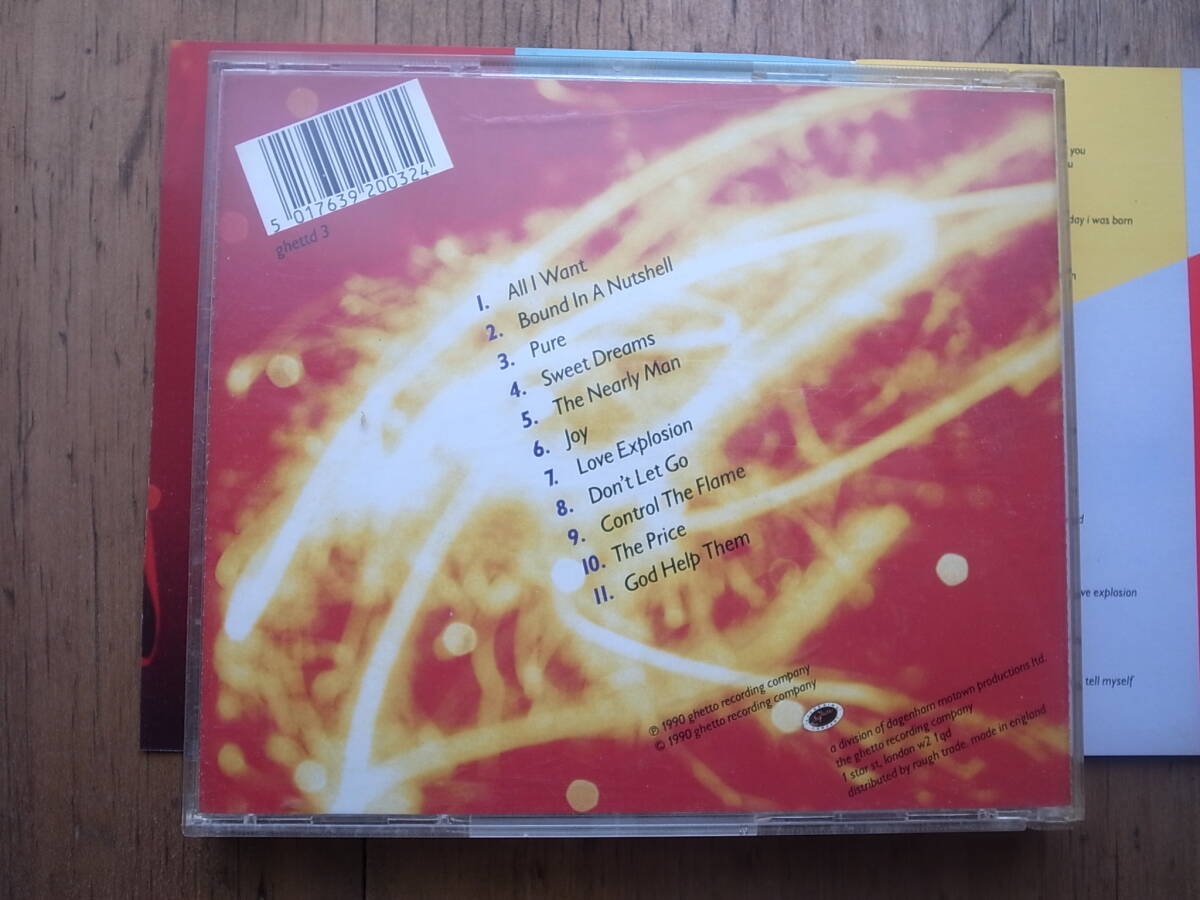 5 017639 200324
ghettd 3
1. All I Want
2. Bound In A Nutshell
3. Pure
4. Sweet Dreams
5. The Nearly Man
6. Joy
7. Love Explosion
8. Don't Let Go
9. Control The Flame
10. The Price
11. God Help Them
℗ 1990 ghetto recording company
© 1990 ghetto recording company
a division of dagenham motown productions ltd.
the ghetto recording company
1 star st, london w2 1qd
distributed by rough trade. made in england
you
day i was born
explosion
tell myself